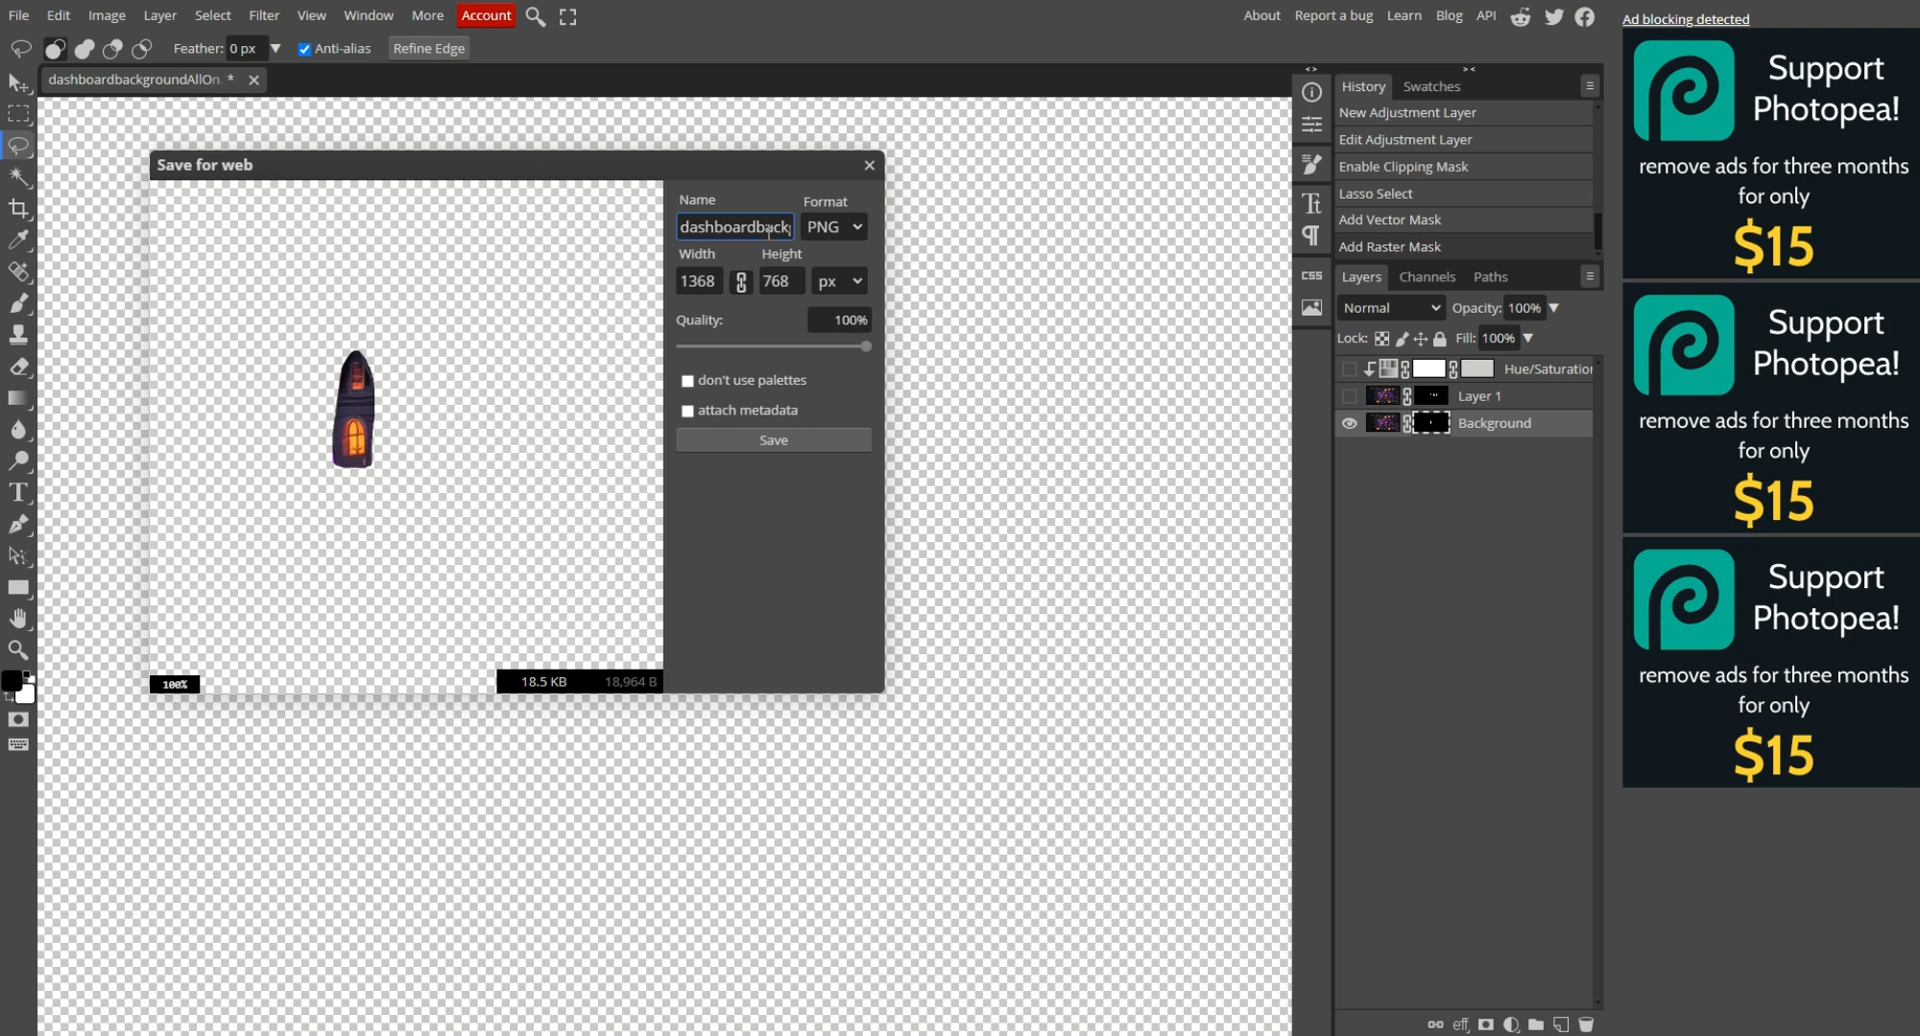 File Edit Image Layer Select Filter View Window More Account
About Report a bug Learn Blog API
Feather: 0 px Anti-alias Refine Edge
dashboardbackgroundAllOn. *
Save for web
Name Format
dashboardback PNG
Width Height
1368 768 px
Quality: 100%
don't use palettes
attach metadata
Save
100%
18.5 KB 18,964 B
CSS
History Swatches
New Adjustment Layer
Edit Adjustment Layer
Enable Clipping Mask
Lasso Select
Add Vector Mask
Add Raster Mask
Layers Channels Paths
Normal Opacity: 100%
Lock: Fill: 100%
Hue/Saturation
Layer 1
Background
eff
Ad blocking detected
Support
Photopea!
remove ads for three months
for only
$15
Support
Photopea!
remove ads for three months
for only
$15
Support
Photopea!
remove ads for three months
for only
$15